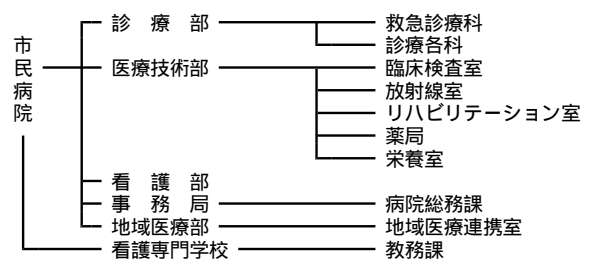 市民病院
診療部
救急診療科
診療各科
医療技術部
臨床検査室
放射線室
リハビリテーション室
薬局
栄養室
看護部
事務局
病院総務課
地域医療部
地域医療連携室
看護専門学校
教務課